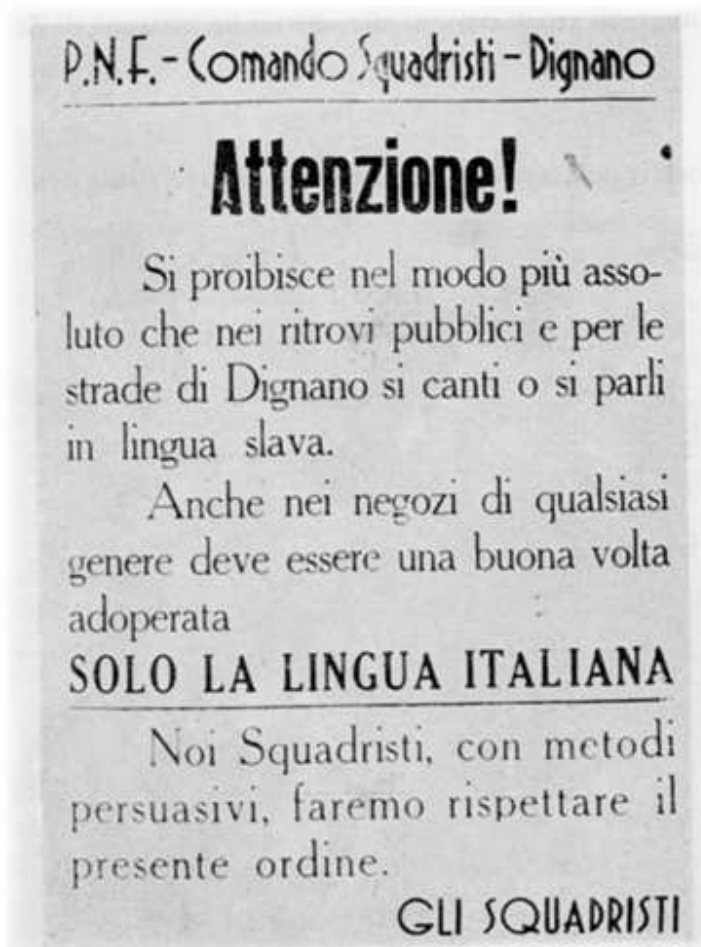 P.N.F. - Comando Squadristi - Dignano
Attenzione!
Si proibisce nel modo più asso-
luto che nei ritrovi pubblici e per le
strade di Dignano si canti o si parli
in lingua slava.
Anche nei negozi di qualsiasi
genere deve essere una buona volta
adoperata
SOLO LA LINGUA ITALIANA
Noi Squadristi, con metodi
persuasivi, faremo rispettare il
presente ordine.
GLI SQUADRISTI